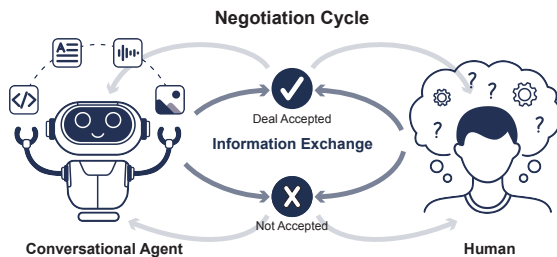 Negotiation Cycle
A
</>
Deal Accepted
Information Exchange
Not Accepted
? ? ? ?
Conversational Agent
Human